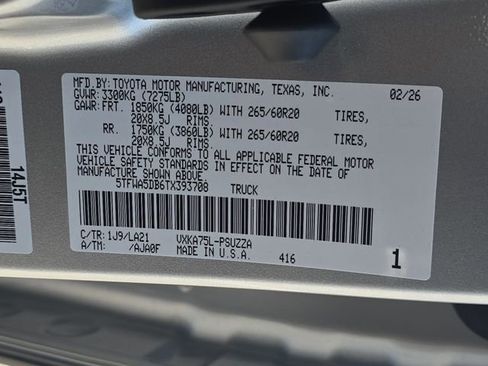 MFD.BY: TOYOTA MOTOR MANUFACTURING, TEXAS, INC. 02/26
GVWR: 3300KG (7275LB)
GAWR: FRT. 1850KG (4080LB) WITH 265/60R20 TIRES,
20X8.5J RIMS.
RR. 1750KG (3860LB) WITH 265/60R20 TIRES,
20X8.5J RIMS.
THIS VEHICLE CONFORMS TO ALL APPLICABLE FEDERAL MOTOR
VEHICLE SAFETY STANDARDS IN EFFECT ON THE DATE OF
MANUFACTURE SHOWN ABOVE.
5TFWA5DB6TX393708 TRUCK
C/TR: 1J9/LA21 VXKA75L-PSUZZA
A/TM: /AJA0F MADE IN U.S.A. 416 1
14J5T